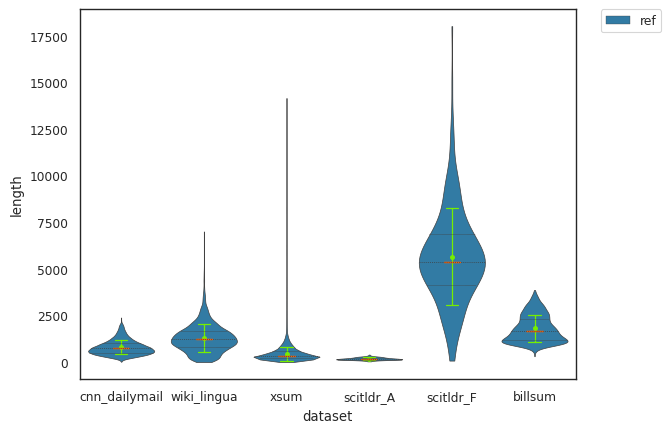 ref
17500
15000
12500
10000
7500
5000
2500
0
length
cnn_dailymail wiki_lingua xsum scitldr_A scitldr_F billsum
dataset